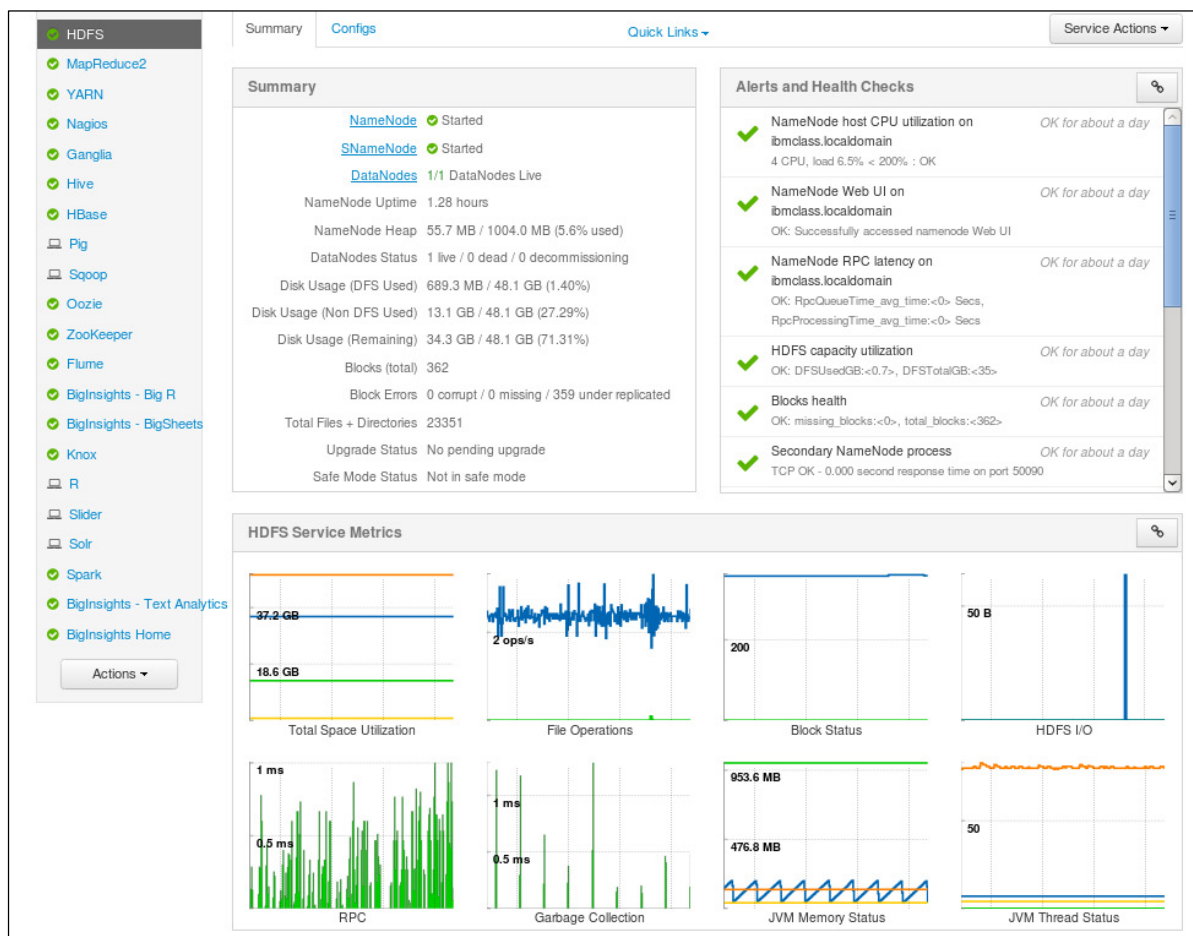 HDFS
MapReduce2
YARN
Nagios
Ganglia
Hive
HBase
Pig
Sqoop
Oozie
ZooKeeper
Flume
BigInsights - Big R
BigInsights - BigSheets
Knox
R
Slider
Solr
Spark
BigInsights - Text Analytics
BigInsights Home
Actions
Summary Configs Quick Links Service Actions
Summary
NameNode Started
SNameNode Started
DataNodes 1/1 DataNodes Live
NameNode Uptime 1.28 hours
NameNode Heap 55.7 MB / 1004.0 MB (5.6% used)
DataNodes Status 1 live / 0 dead / 0 decommissioning
Disk Usage (DFS Used) 689.3 MB / 48.1 GB (1.40%)
Disk Usage (Non DFS Used) 13.1 GB / 48.1 GB (27.29%)
Disk Usage (Remaining) 34.3 GB / 48.1 GB (71.31%)
Blocks (total) 362
Block Errors 0 corrupt / 0 missing / 359 under replicated
Total Files + Directories 23351
Upgrade Status No pending upgrade
Safe Mode Status Not in safe mode
Alerts and Health Checks
NameNode host CPU utilization on OK for about a day
ibmclass.localdomain
4 CPU, load 6.5% < 200% : OK
NameNode Web UI on OK for about a day
ibmclass.localdomain
OK: Successfully accessed namenode Web UI
NameNode RPC latency on OK for about a day
ibmclass.localdomain
OK: RpcQueueTime_avg_time:<0> Secs,
RpcProcessingTime_avg_time:<0> Secs
HDFS capacity utilization OK for about a day
OK: DFSUsedGB:<0.7>, DFSTotalGB:<35>
Blocks health OK for about a day
OK: missing_blocks:<0>, total_blocks:<362>
Secondary NameNode process OK for about a day
TCP OK - 0.000 second response time on port 50090
HDFS Service Metrics
37.2 GB
18.6 GB
Total Space Utilization
2 ops/s
File Operations
200
Block Status
50 B
HDFS I/O
1 ms
0.5 ms
RPC
1 ms
0.5 ms
Garbage Collection
953.6 MB
476.8 MB
JVM Memory Status
50
JVM Thread Status